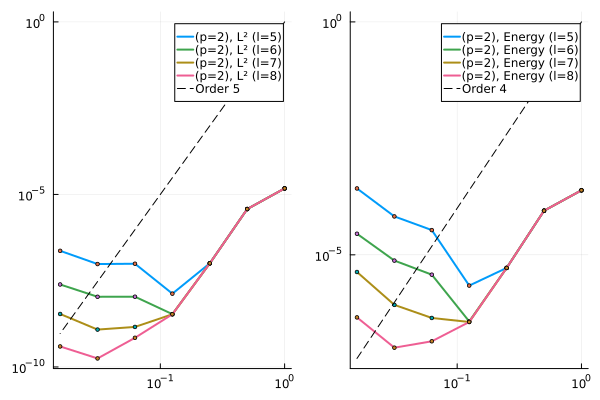 10⁰
(p=2), L² (l=5)
(p=2), L² (l=6)
(p=2), L² (l=7)
(p=2), L² (l=8)
Order 5
10⁻⁵
10⁻¹⁰
10⁻¹
10⁰
10⁰
(p=2), Energy (l=5)
(p=2), Energy (l=6)
(p=2), Energy (l=7)
(p=2), Energy (l=8)
Order 4
10⁻⁵
10⁻¹
10⁰